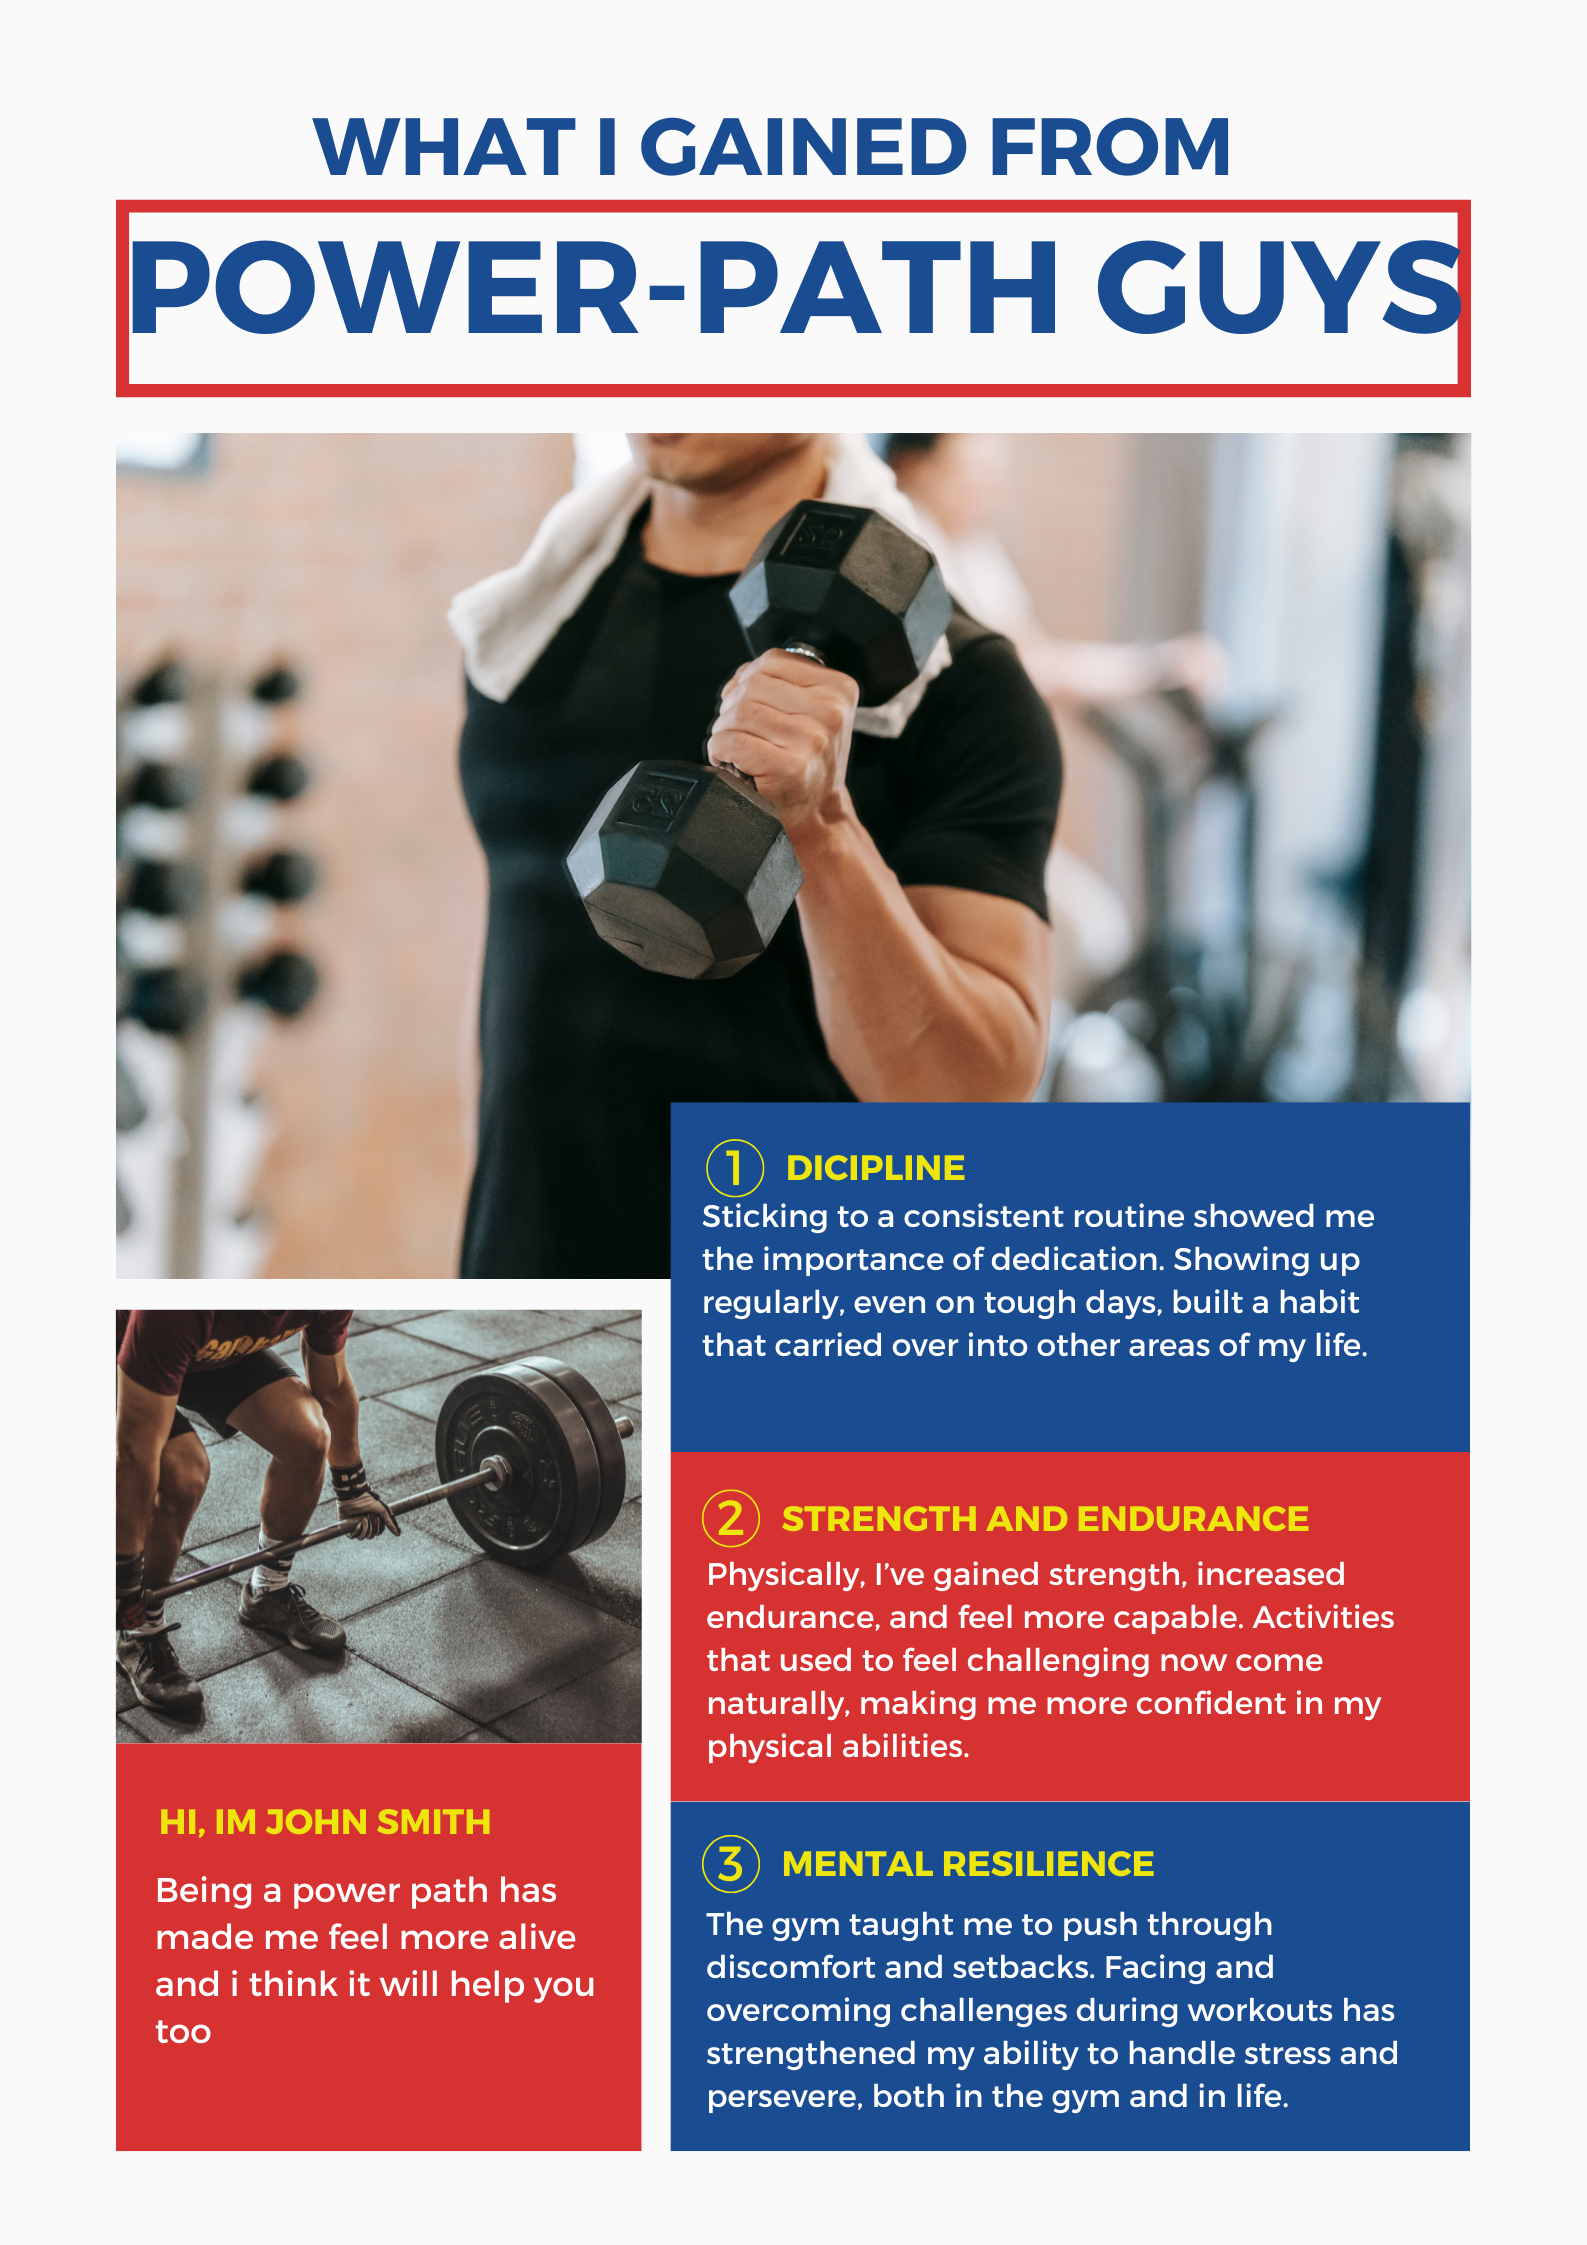 WHAT I GAINED FROM
POWER-PATH GUYS
1 DICIPLINE
Sticking to a consistent routine showed me
the importance of dedication. Showing up
regularly, even on tough days, built a habit
that carried over into other areas of my life.
2 STRENGTH AND ENDURANCE
Physically, I’ve gained strength, increased
endurance, and feel more capable. Activities
that used to feel challenging now come
naturally, making me more confident in my
physical abilities.
3 MENTAL RESILIENCE
The gym taught me to push through
discomfort and setbacks. Facing and
overcoming challenges during workouts has
strengthened my ability to handle stress and
persevere, both in the gym and in life.
HI, IM JOHN SMITH
Being a power path has
made me feel more alive
and i think it will help you
too